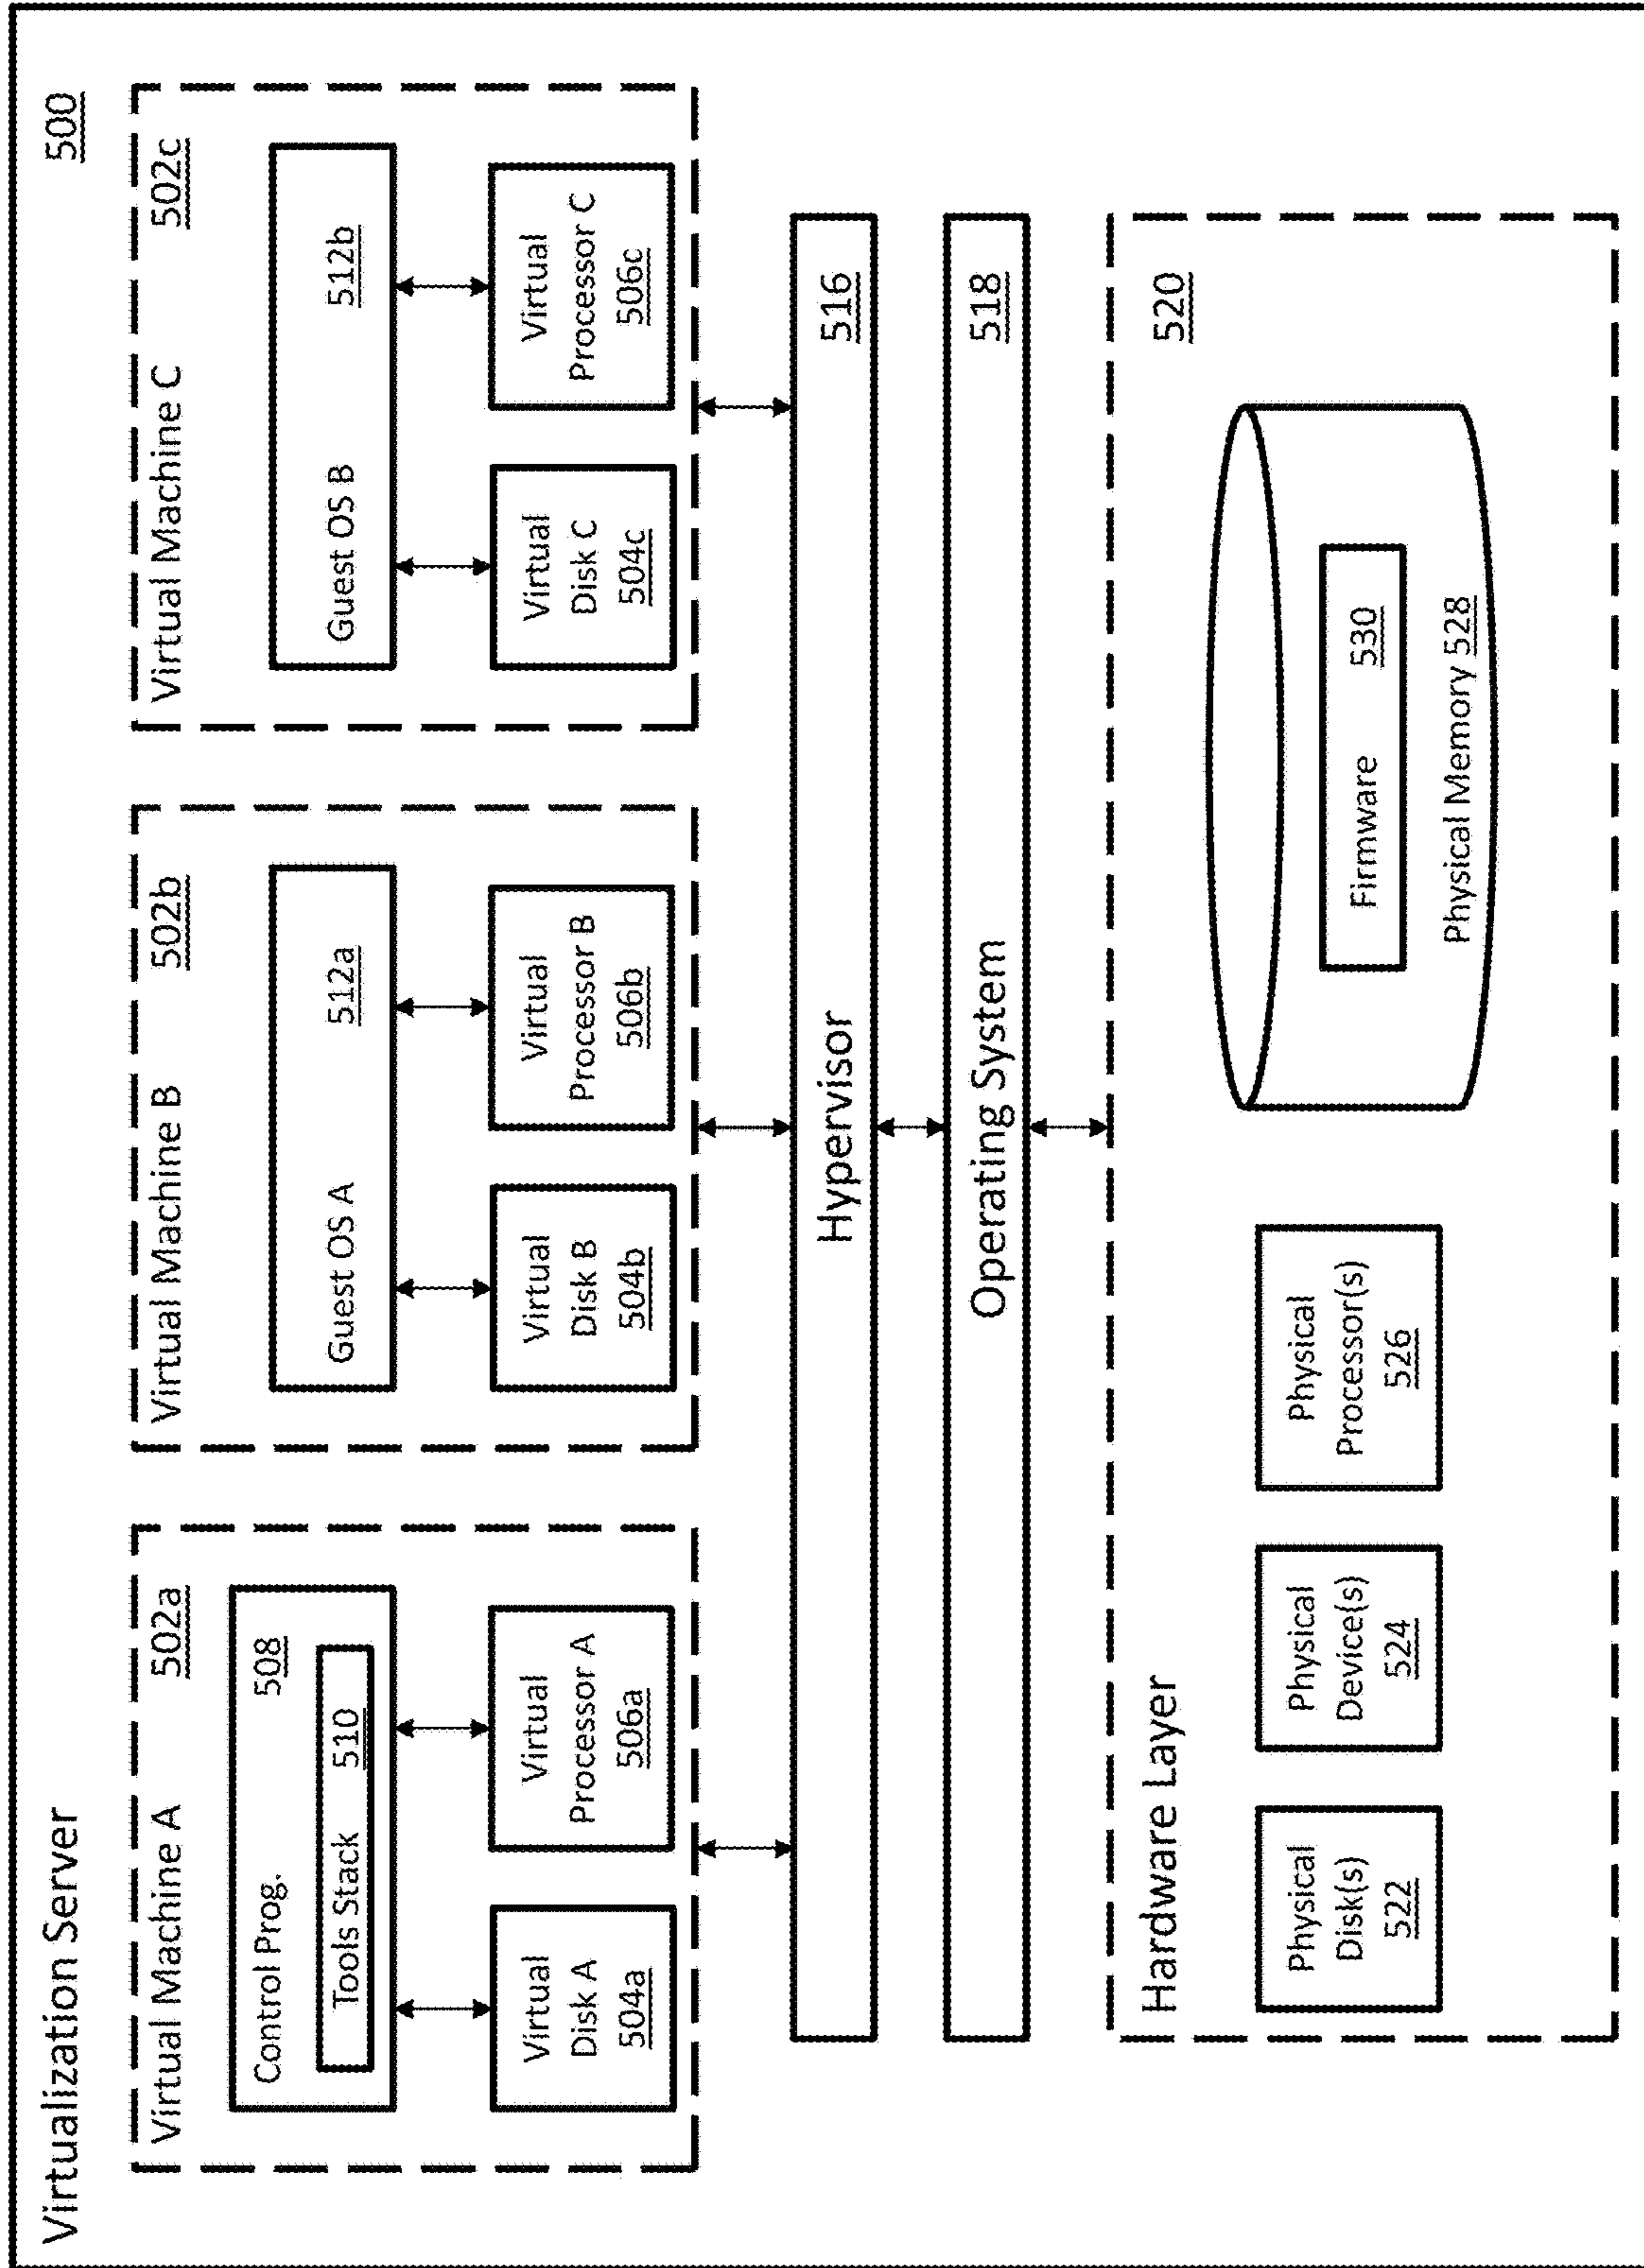 Virtualization Server 500
Virtual Machine A 502a
Control Prog. 508
Tools Stack 510
Virtual
Disk A
504a
Virtual
Processor A
506a
Virtual Machine B 502b
Guest OS A 512a
Virtual
Disk B
504b
Virtual
Processor B
506b
Virtual Machine C 502c
Guest OS B 512b
Virtual
Disk C
504c
Virtual
Processor C
506c
Hypervisor 516
Operating System 518
Hardware Layer 520
Physical
Disk(s)
522
Physical
Device(s)
524
Physical
Processor(s)
526
Firmware 530
Physical Memory 528